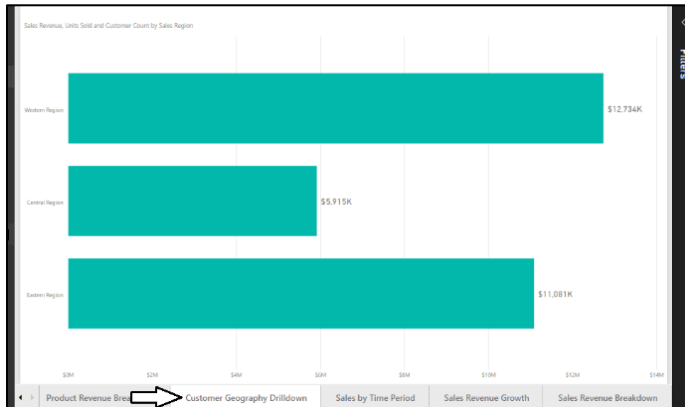 Sales Revenue, Units Sold and Customer Count by Sales Region
Western Region
$12,734K
Central Region
$5,915K
Eastern Region
$11,081K
$0M $2M $4M $6M $8M $10M $12M $14M
Product Revenue Brea Customer Geography Drilldown Sales by Time Period Sales Revenue Growth Sales Revenue Breakdown
Filters